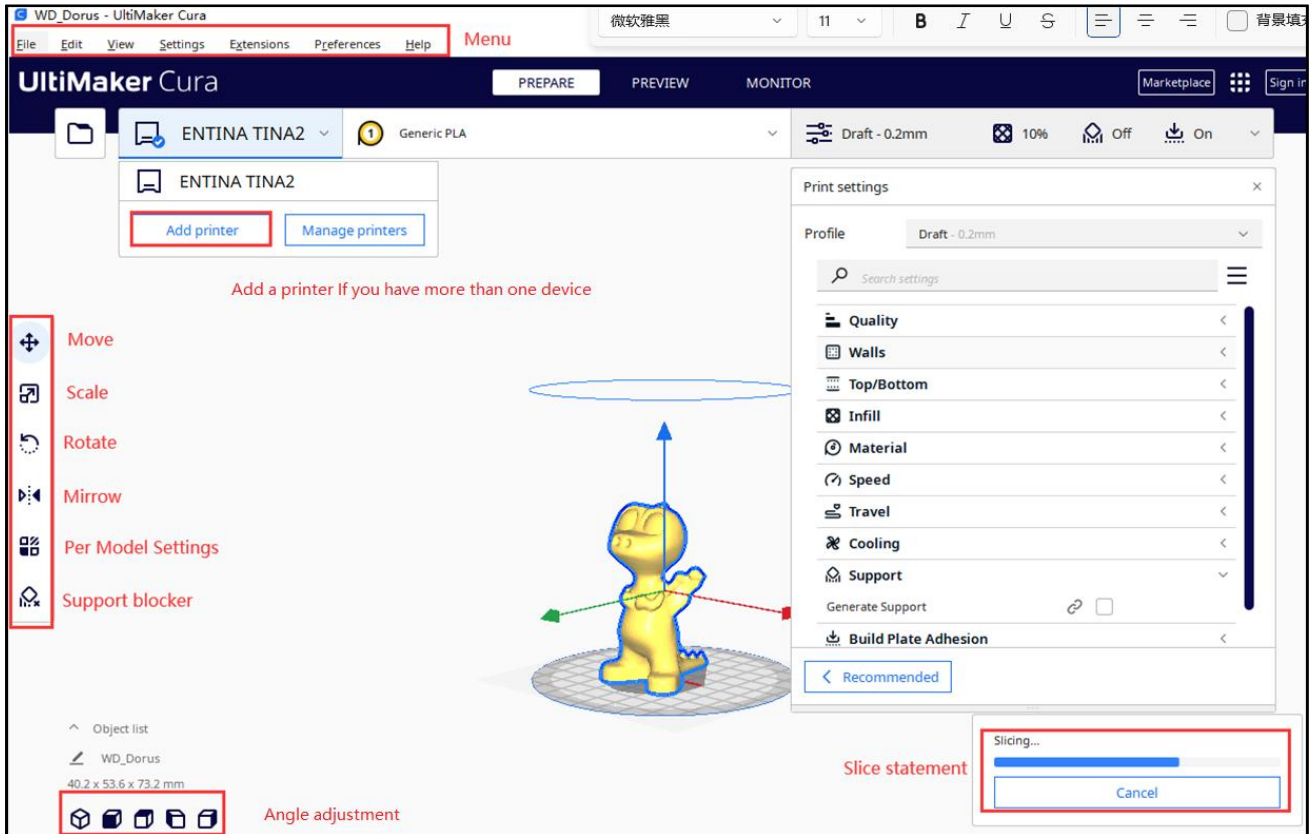 WD_Dorus - UltiMaker Cura
微软雅黑 11 B I U S 背景填充
File Edit View Settings Extensions Preferences Help Menu
UltiMaker Cura PREPARE PREVIEW MONITOR Marketplace Sign in
ENTINA TINA2 1 Generic PLA Draft - 0.2mm 10% Off On
ENTINA TINA2
Add printer Manage printers
Add a printer If you have more than one device
Move
Scale
Rotate
Mirrow
Per Model Settings
Support blocker
Print settings
Profile Draft - 0.2mm
Search settings
Quality
Walls
Top/Bottom
Infill
Material
Speed
Travel
Cooling
Support
Generate Support
Build Plate Adhesion
Recommended
Object list
WD_Dorus
40.2 x 53.6 x 73.2 mm
Angle adjustment
Slice statement
Slicing...
Cancel